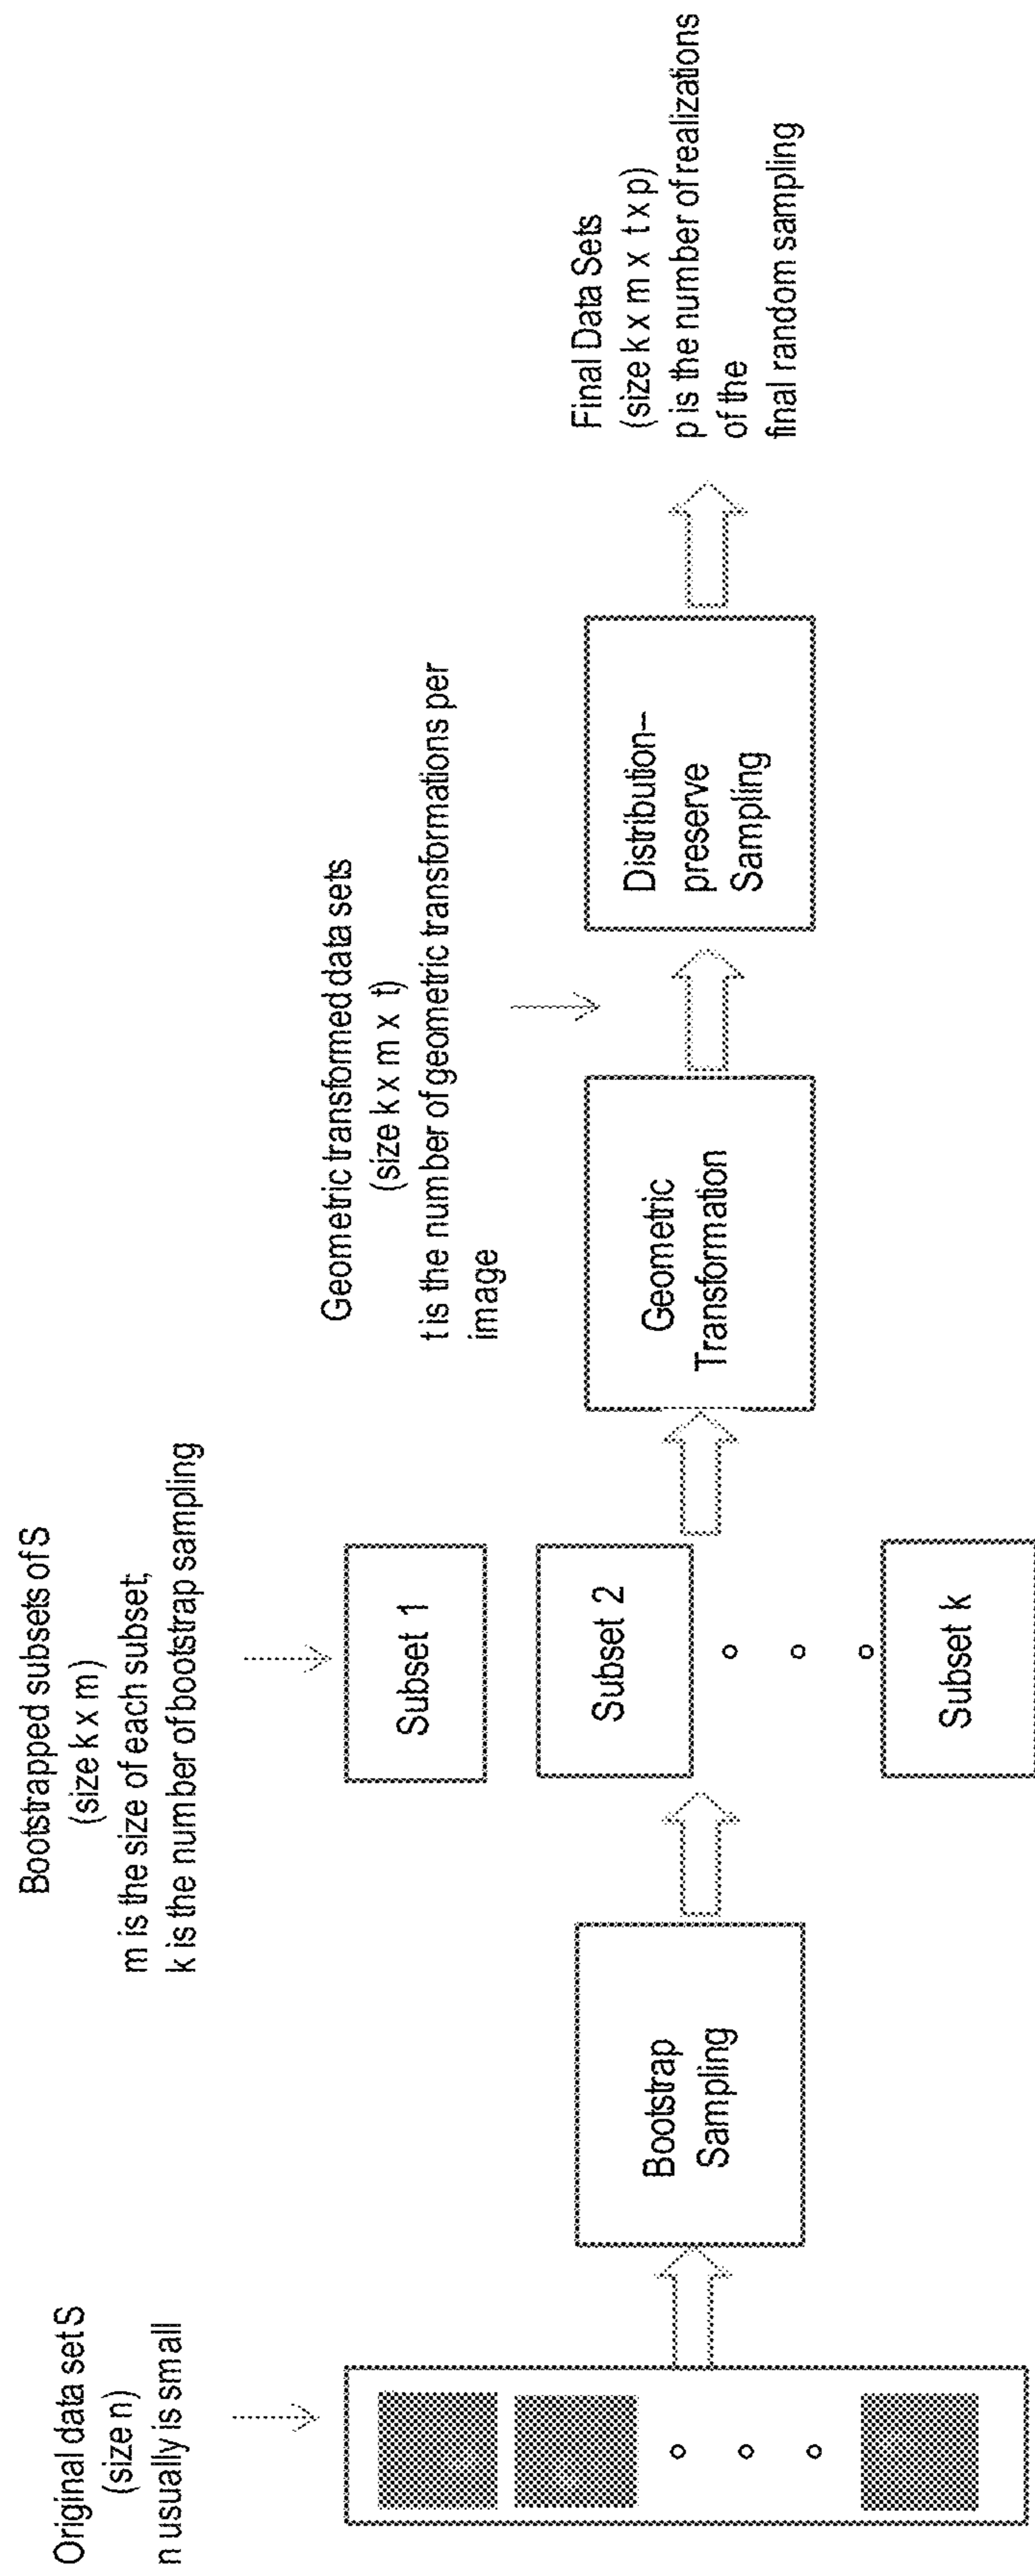 Original data set S
(size n)
n usually is small
Bootstrap
Sampling
Bootstrapped subsets of S
(size k x m)
m is the size of each subset,
k is the number of bootstrap sampling
Subset 1
Subset 2
Subset k
Geometric
Transformation
Geometric transformed data sets
(size k x m x t)
t is the number of geometric transformations per
image
Distribution-
preserve
Sampling
Final Data Sets
(size k x m x t x p)
p is the number of realizations
of the
final random sampling